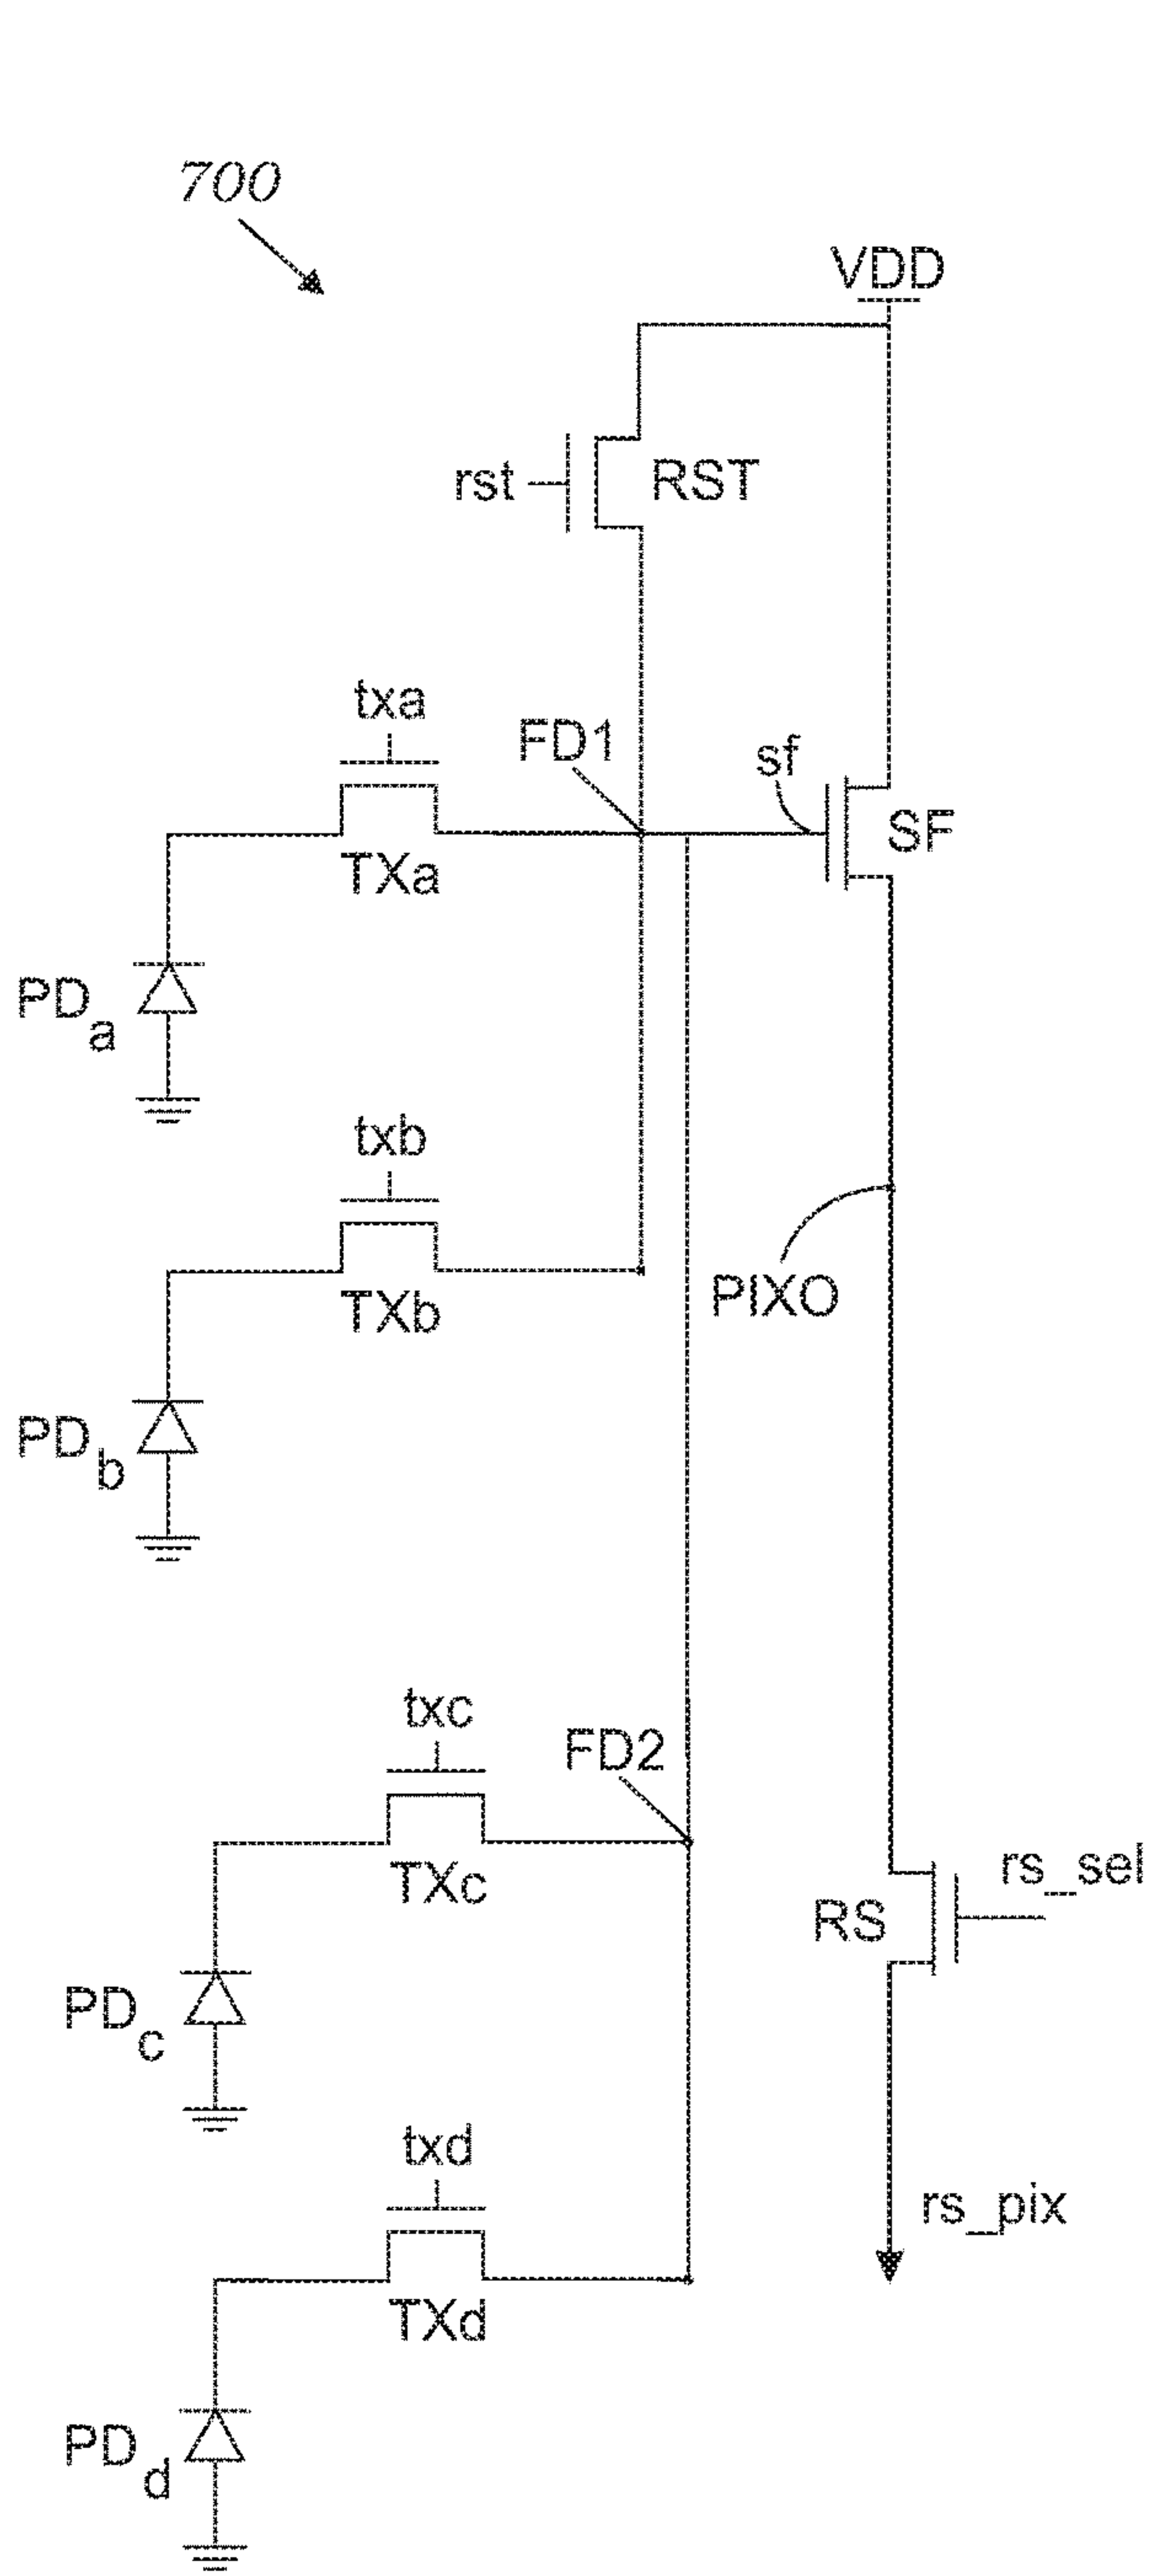 700
VDD
rst
RST
txa
FD1
sf
SF
TXa
PDa
txb
PIXO
TXb
PDb
txc
FD2
rs_sel
TXc
RS
PDc
txd
rs_pix
TXd
PDd